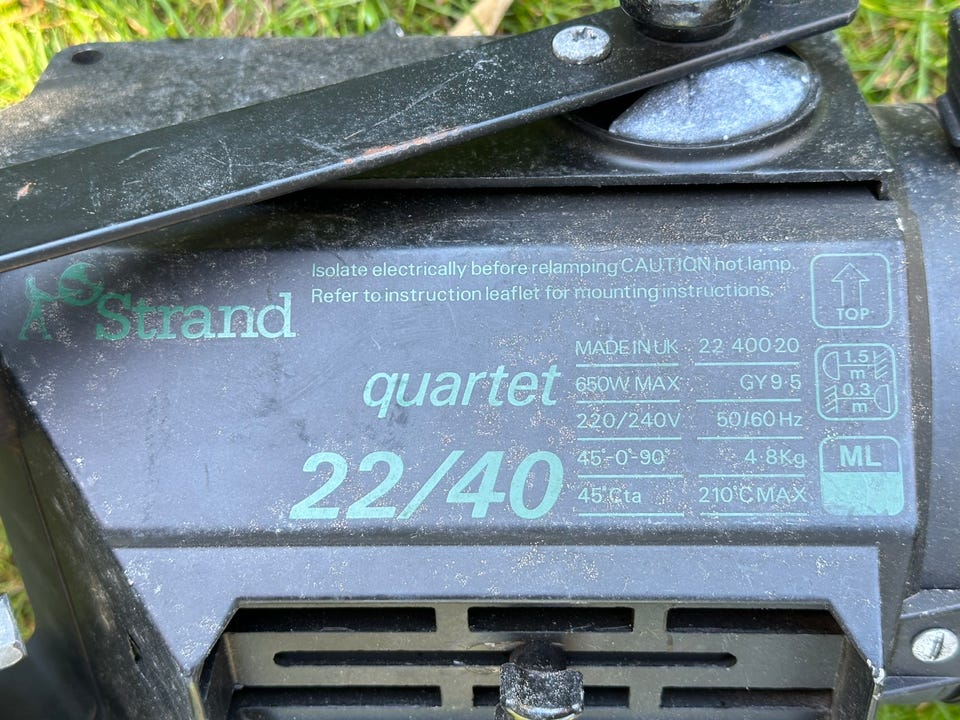 Isolate electrically before relamping CAUTION hot lamp.
Refer to instruction leaflet for mounting instructions.
TOP
Strand
quartet
22/40
MADE IN UK 22 400 20
650W MAX GY9·5
220/240V 50/60Hz
45°-0°-90° 4·8Kg
45°Cta 210°C MAX
1.5
m
0.3
m
ML